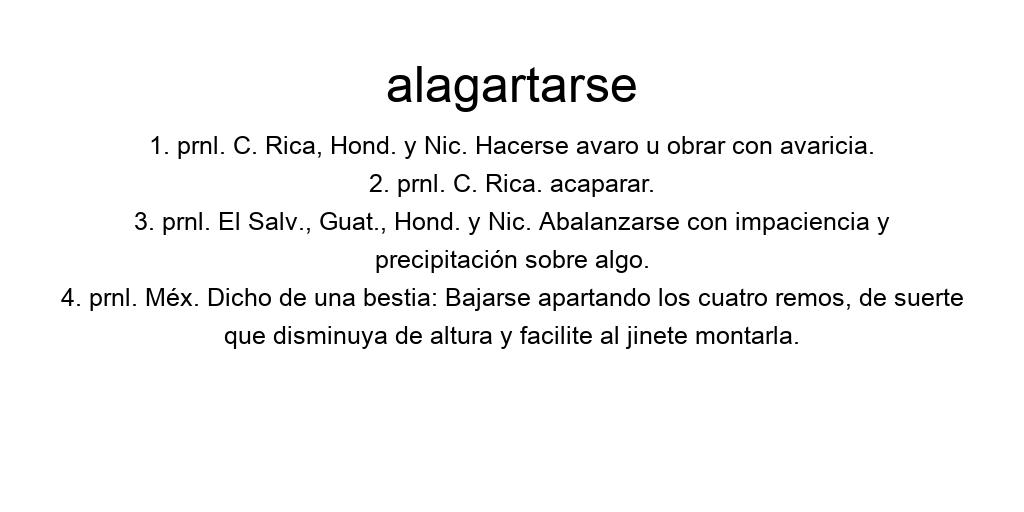 alagartarse
1. prnl. C. Rica, Hond. y Nic. Hacerse avaro u obrar con avaricia.
2. prnl. C. Rica. acaparar.
3. prnl. El Salv., Guat., Hond. y Nic. Abalanzarse con impaciencia y
precipitación sobre algo.
4. prnl. Méx. Dicho de una bestia: Bajarse apartando los cuatro remos, de suerte
que disminuya de altura y facilite al jinete montarla.